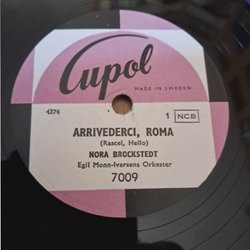 Cupol
MADE IN SWEDEN
4374
1 NCB
ARRIVEDERCI, ROMA
(Rascel, Hello)
NORA BROCKSTEDT
Egil Monn-Iversens Orkester
7009